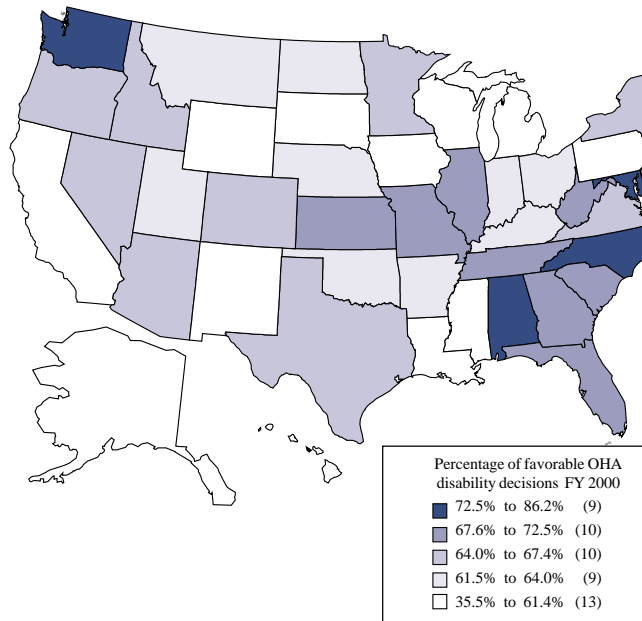 Percentage of favorable OHA
disability decisions FY 2000
72.5% to 86.2% (9)
67.6% to 72.5% (10)
64.0% to 67.4% (10)
61.5% to 64.0% (9)
35.5% to 61.4% (13)